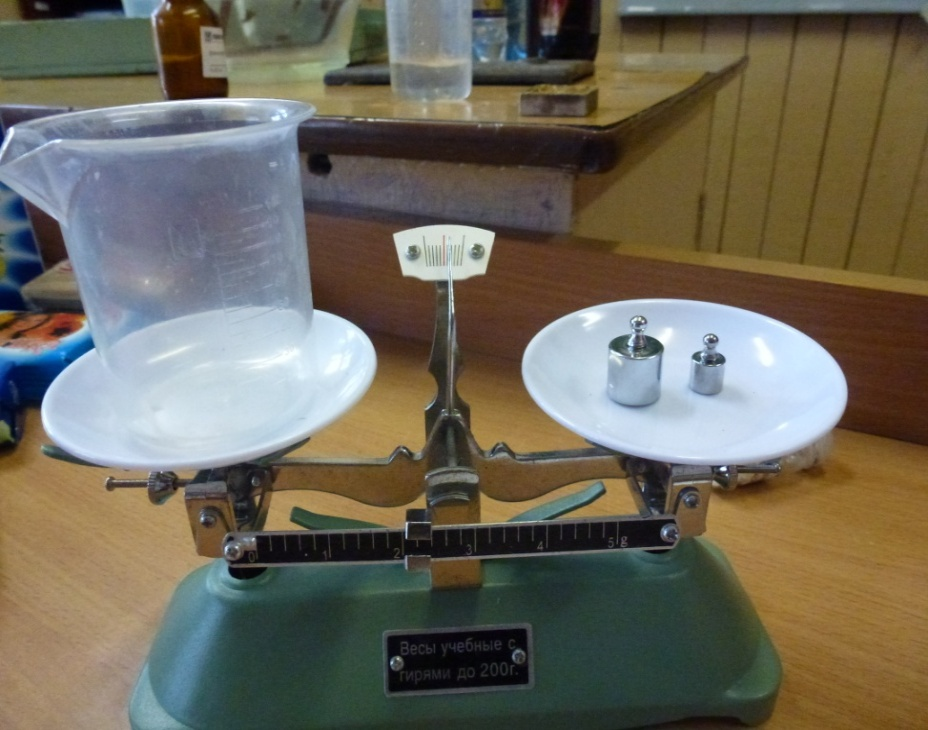 0 1 2 3 4 5 g
Весы учебные с
гирями до 200г.